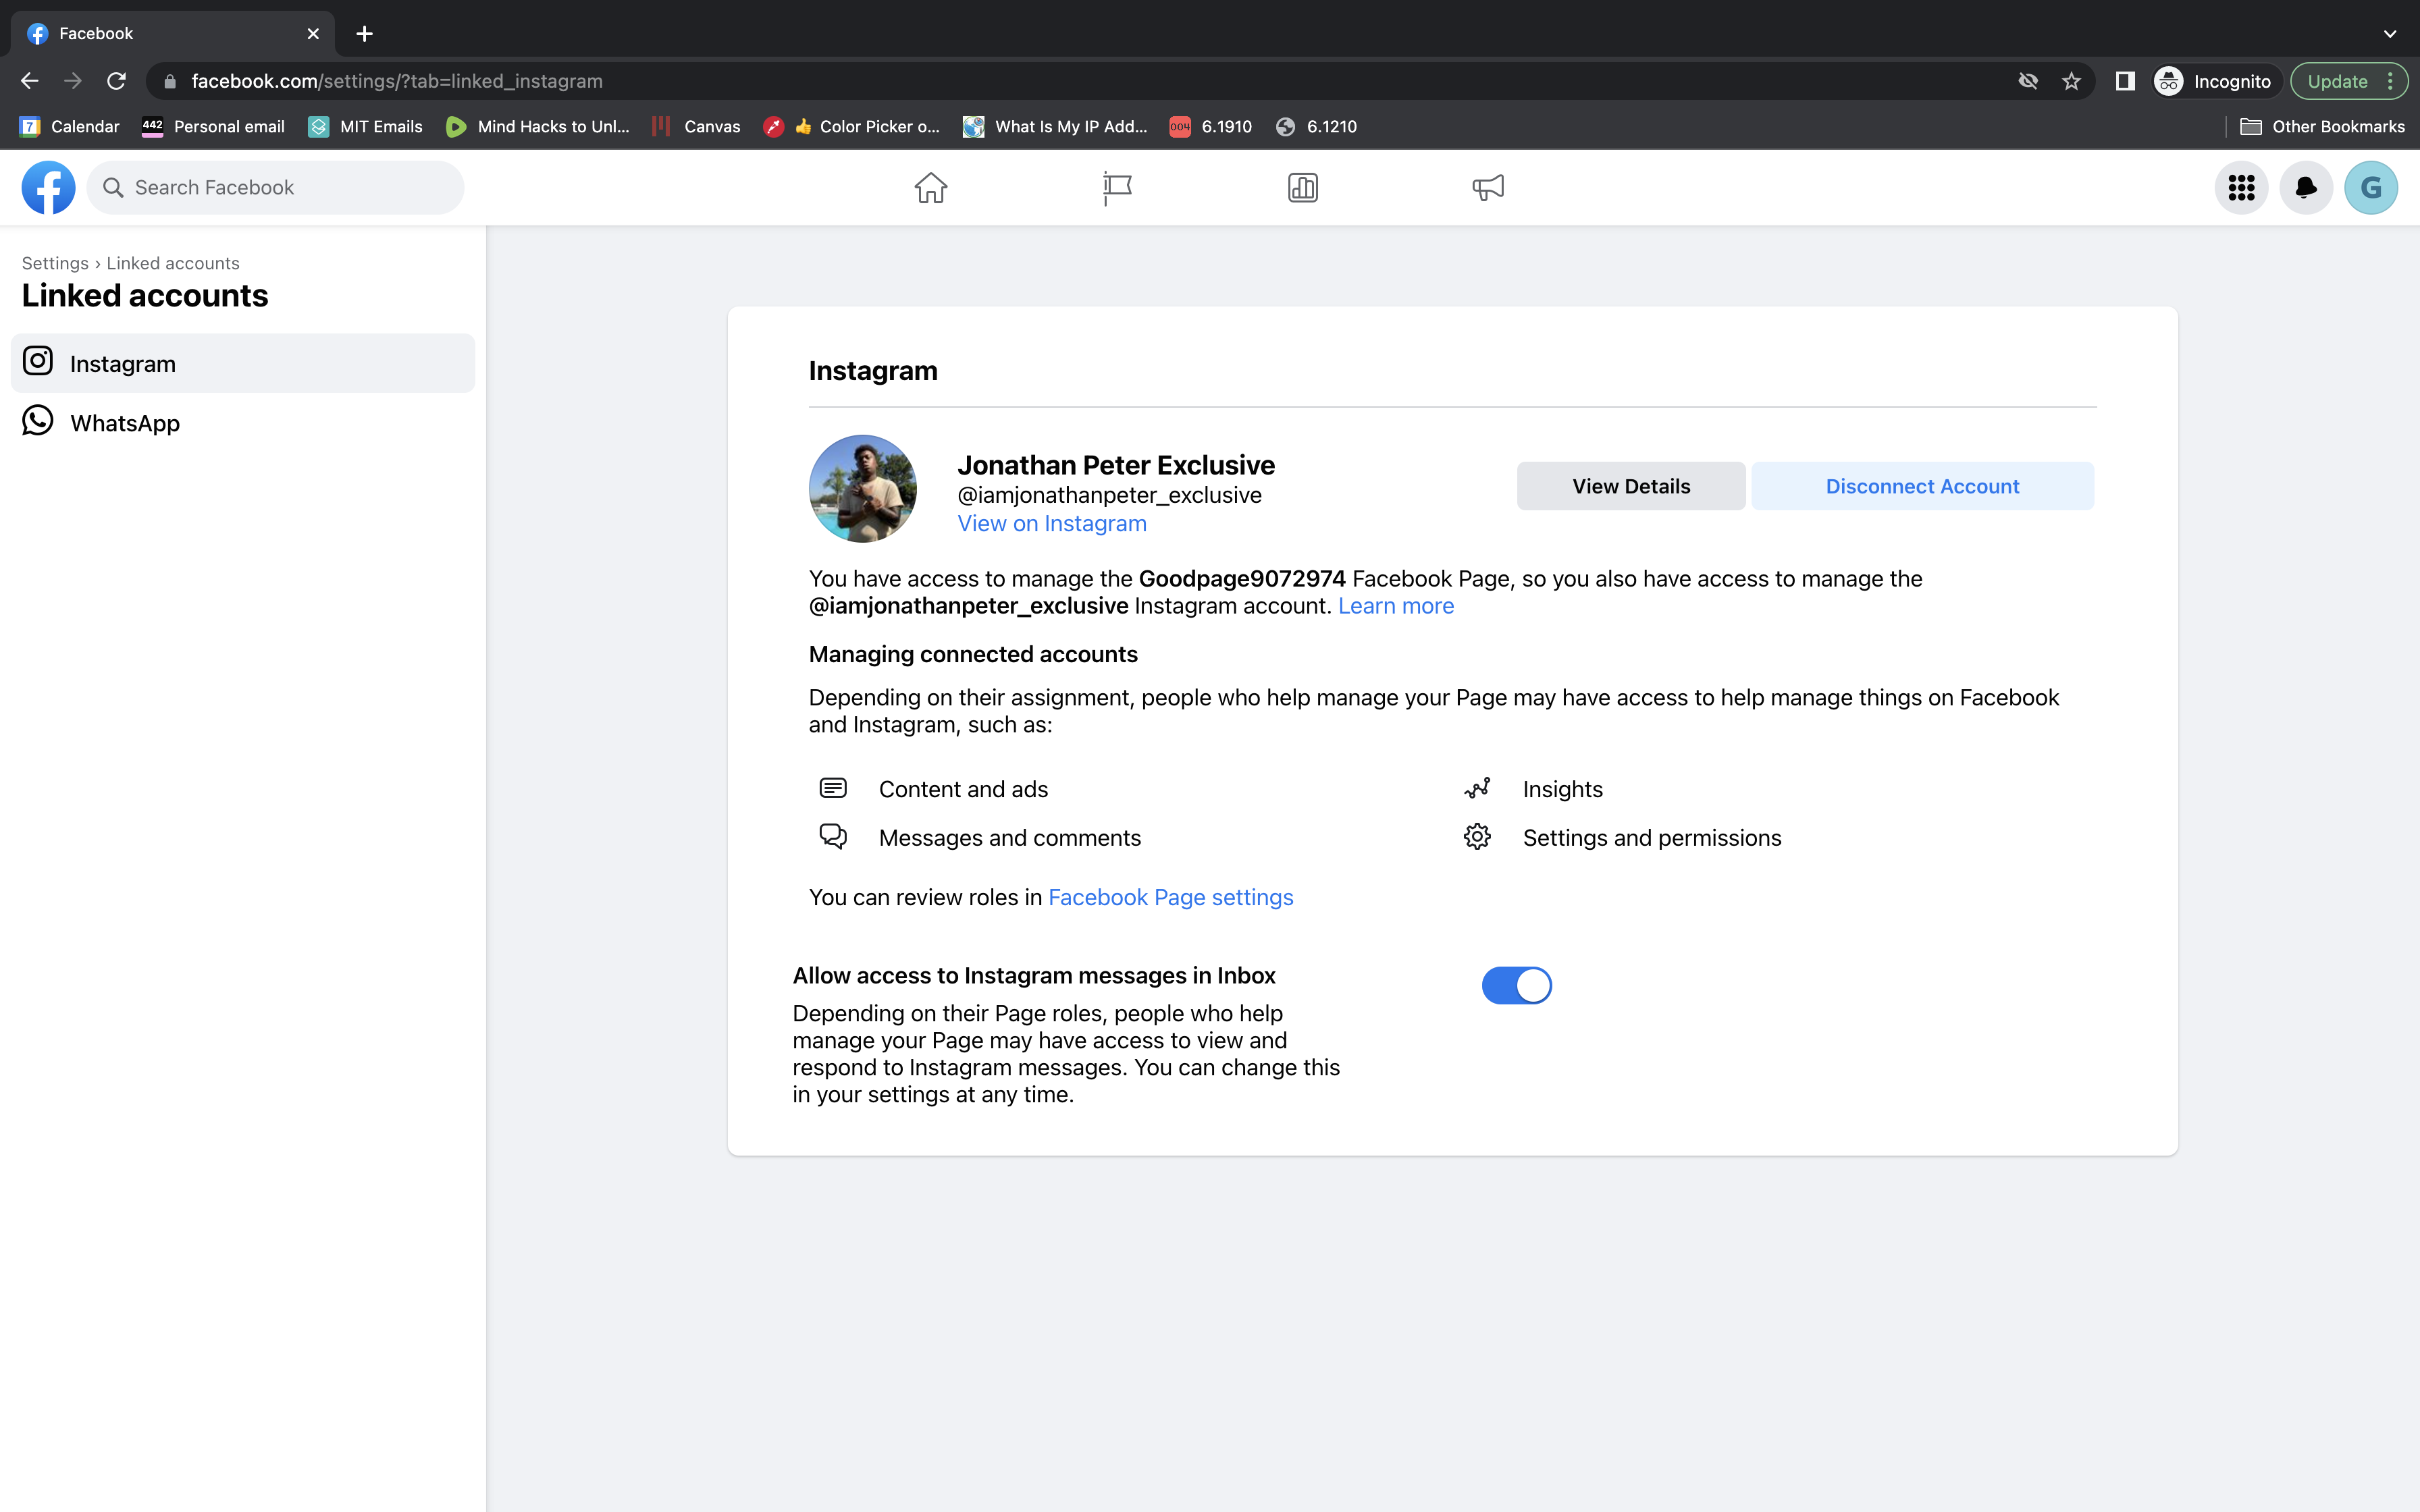 Facebook
facebook.com/settings/?tab=linked_instagram
Incognito
Update
7 Calendar
442 Personal email
MIT Emails
Mind Hacks to Unl...
Canvas
👍 Color Picker o...
What Is My IP Add...
004 6.1910
6.1210
Other Bookmarks
Search Facebook
G
Settings › Linked accounts
Linked accounts
Instagram
WhatsApp
Instagram
Jonathan Peter Exclusive
@iamjonathanpeter_exclusive
View on Instagram
View Details
Disconnect Account
You have access to manage the Goodpage9072974 Facebook Page, so you also have access to manage the
@iamjonathanpeter_exclusive Instagram account. Learn more
Managing connected accounts
Depending on their assignment, people who help manage your Page may have access to help manage things on Facebook
and Instagram, such as:
Content and ads
Insights
Messages and comments
Settings and permissions
You can review roles in Facebook Page settings
Allow access to Instagram messages in Inbox
Depending on their Page roles, people who help
manage your Page may have access to view and
respond to Instagram messages. You can change this
in your settings at any time.